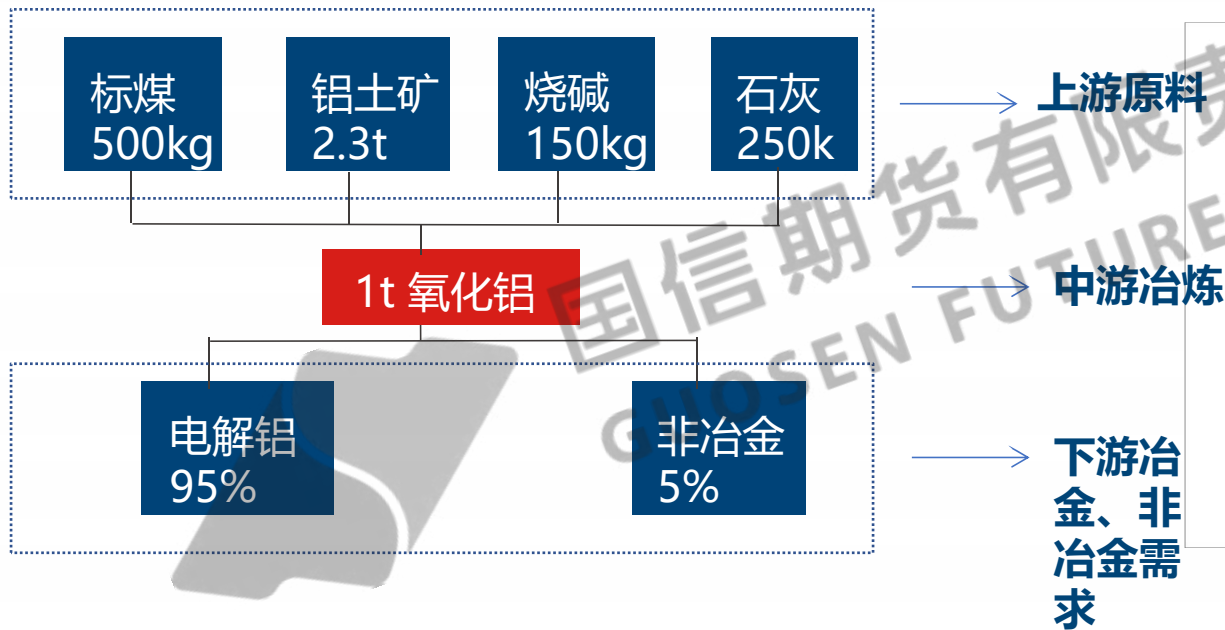 标煤
500kg
铝土矿
2.3t
烧碱
150kg
石灰
250k
上游原料
1t 氧化铝
中游冶炼
电解铝
95%
非冶金
5%
下游冶
金、非
冶金需
求
国信期货有限责
GUOSEN FUTURE